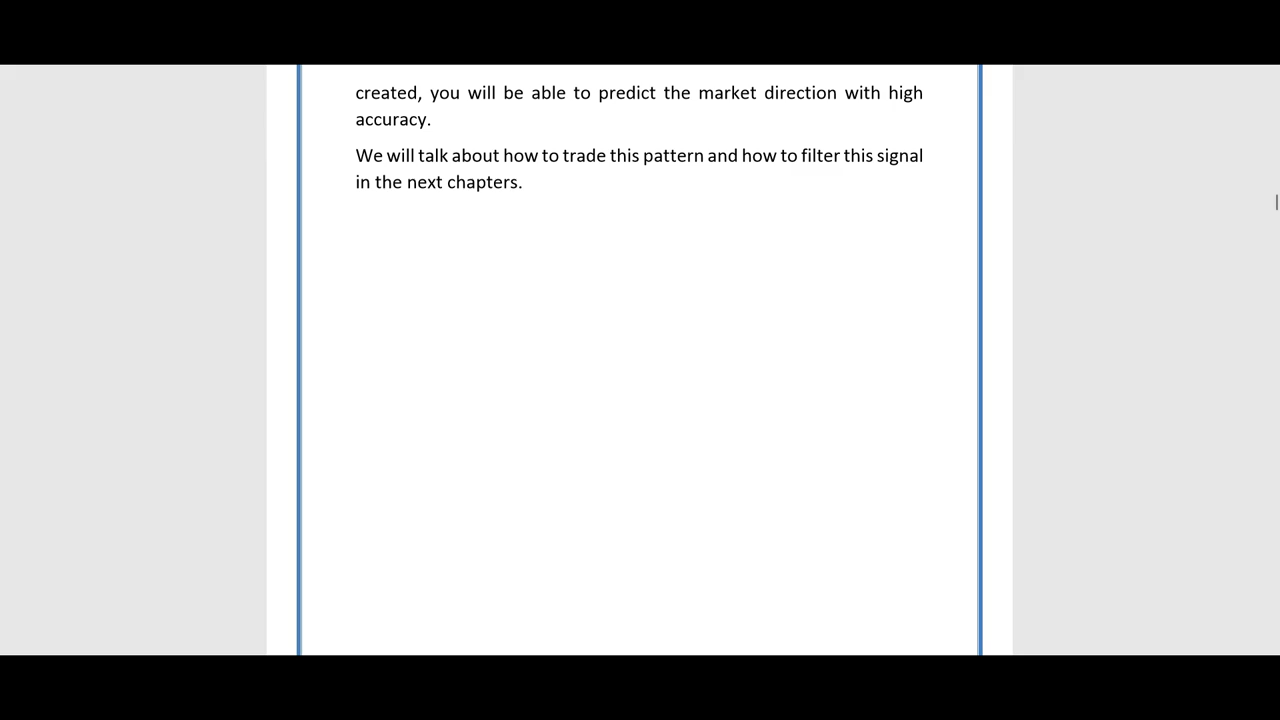 created, you will be able to predict the market direction with high
accuracy.
We will talk about how to trade this pattern and how to filter this signal
in the next chapters.